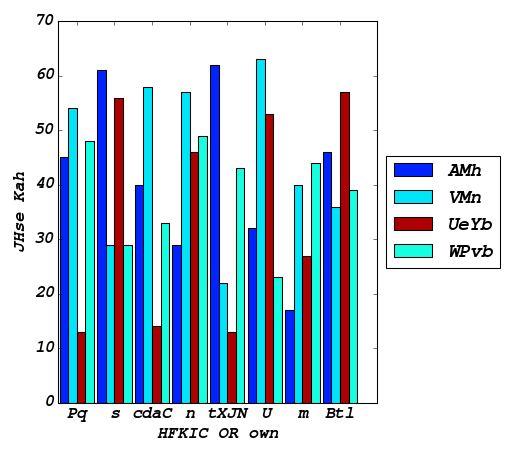 70
60
50
40
30
20
10
0
JHse Kah
Pq s cdaC n tXJN U m Btl
HFKIC OR own
AMh
VMn
UeYb
WPvb